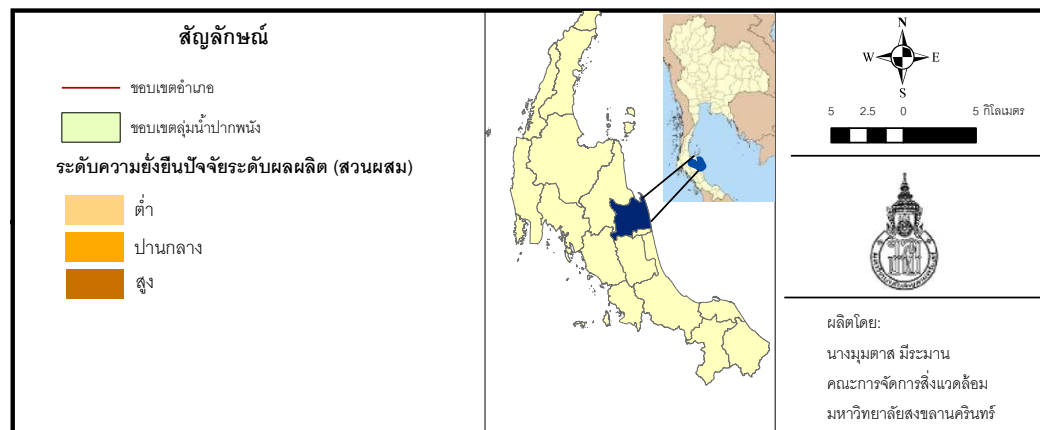 สัญลักษณ์
ขอบเขตอำเภอ
ขอบเขตลุ่มน้ำปากพนัง
ระดับความยั่งยืนปัจจัยระดับผลผลิต (สวนผสม)
ต่ำ
ปานกลาง
สูง
N
W E
S
5 2.5 0 5 กิโลเมตร
ผลิตโดย:
นางมุมตาส มีระมาน
คณะการจัดการสิ่งแวดล้อม
มหาวิทยาลัยสงขลานครินทร์